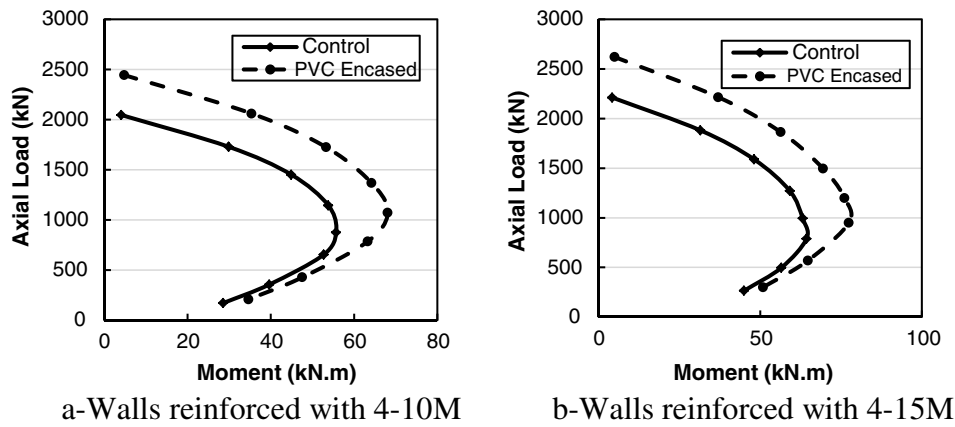 3000
2500
2000
1500
1000
500
0
Axial Load (kN)
Control
PVC Encased
0 20 40 60 80
Moment (kN.m)
a-Walls reinforced with 4-10M
3000
2500
2000
1500
1000
500
0
Axial Load (kN)
Control
PVC Encased
0 50 100
Moment (kN.m)
b-Walls reinforced with 4-15M